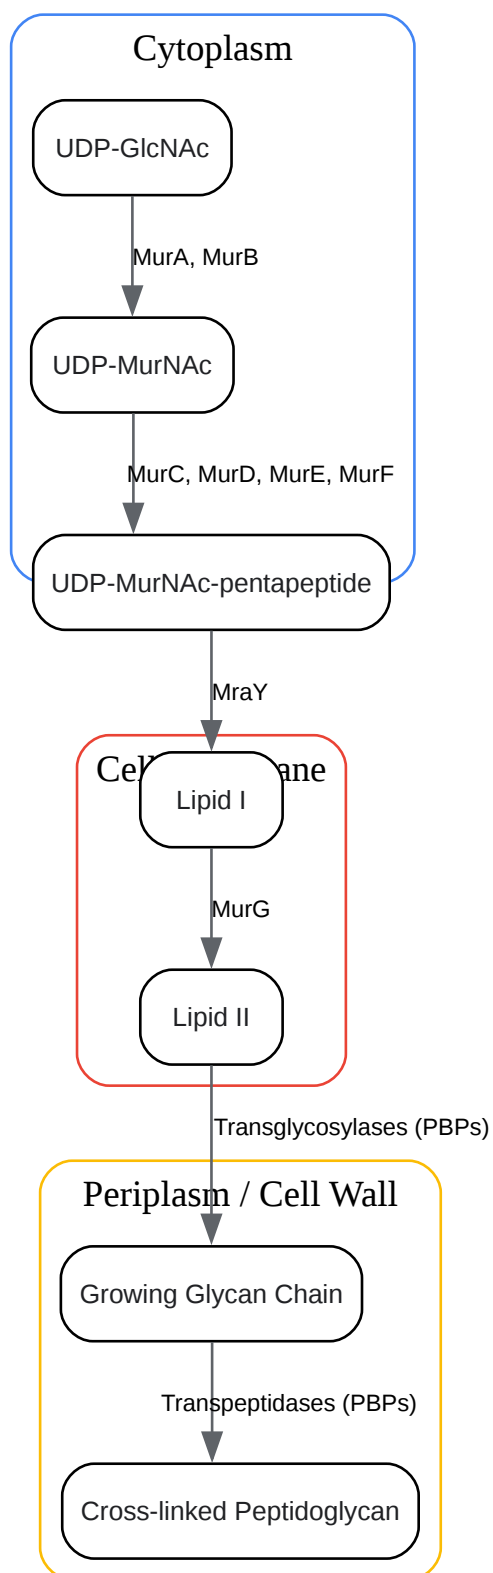 Cytoplasm
UDP-GlcNAc
MurA, MurB
UDP-MurNAc
MurC, MurD, MurE, MurF
UDP-MurNAc-pentapeptide
MraY
Lipid I
MurG
Lipid II
Transglycosylases (PBPs)
Periplasm / Cell Wall
Growing Glycan Chain
Transpeptidases (PBPs)
Cross-linked Peptidoglycan